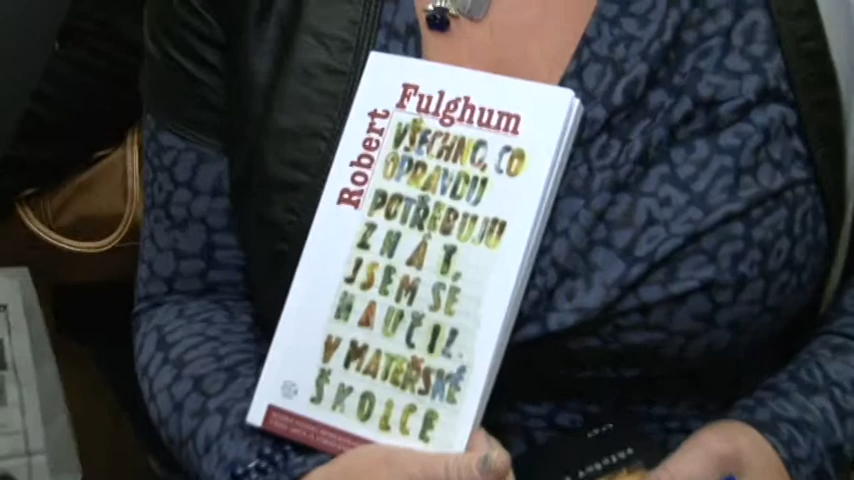 Robert Fulghum
VŠECHNO, CO
OPRAVDU
POTŘEBUJU
ZNÁT,
JSEM SE
NAUČIL
V MATEŘSKÉ
ŠKOLCE